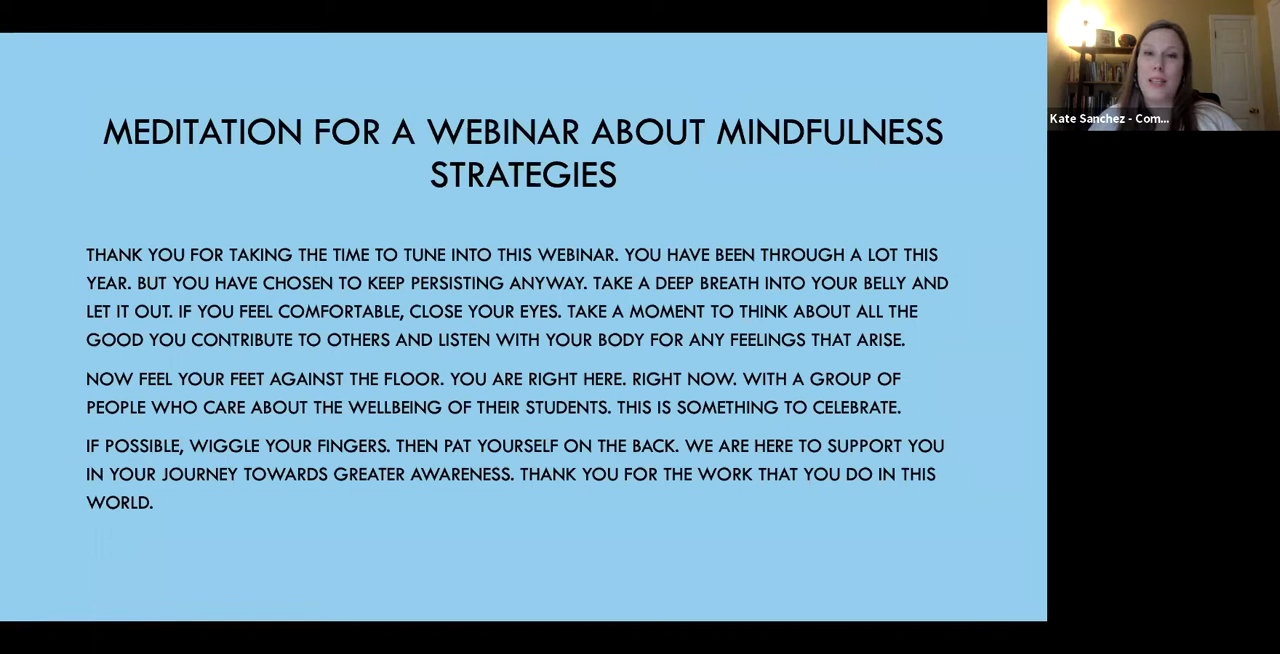 MEDITATION FOR A WEBINAR ABOUT MINDFULNESS
STRATEGIES
THANK YOU FOR TAKING THE TIME TO TUNE INTO THIS WEBINAR. YOU HAVE BEEN THROUGH A LOT THIS
YEAR. BUT YOU HAVE CHOSEN TO KEEP PERSISTING ANYWAY. TAKE A DEEP BREATH INTO YOUR BELLY AND
LET IT OUT. IF YOU FEEL COMFORTABLE, CLOSE YOUR EYES. TAKE A MOMENT TO THINK ABOUT ALL THE
GOOD YOU CONTRIBUTE TO OTHERS AND LISTEN WITH YOUR BODY FOR ANY FEELINGS THAT ARISE.
NOW FEEL YOUR FEET AGAINST THE FLOOR. YOU ARE RIGHT HERE. RIGHT NOW. WITH A GROUP OF
PEOPLE WHO CARE ABOUT THE WELLBEING OF THEIR STUDENTS. THIS IS SOMETHING TO CELEBRATE.
IF POSSIBLE, WIGGLE YOUR FINGERS. THEN PAT YOURSELF ON THE BACK. WE ARE HERE TO SUPPORT YOU
IN YOUR JOURNEY TOWARDS GREATER AWARENESS. THANK YOU FOR THE WORK THAT YOU DO IN THIS
WORLD.
Kate Sanchez - Com...